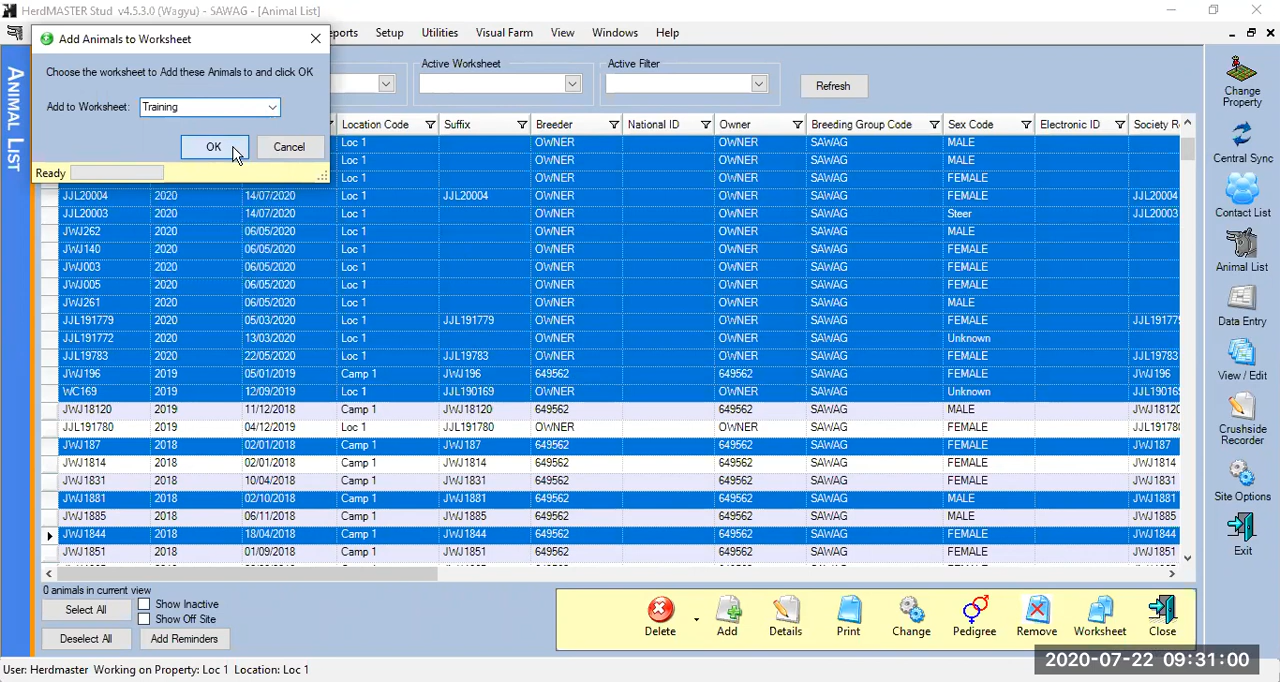 HerdMASTER Stud v4.5.3.0 (Wagyu) - SAWAG - [Animal List]
ports Setup Utilities Visual Farm View Windows Help
Add Animals to Worksheet
Choose the worksheet to Add these Animals to and click OK
Add to Worksheet: Training
OK Cancel
Ready
Active Worksheet Active Filter Refresh
ANIMAL LIST
Location Code Suffix Breeder National ID Owner Breeding Group Code Sex Code Electronic ID Society R
Loc 1 OWNER OWNER SAWAG MALE
Loc 1 OWNER OWNER SAWAG MALE
Loc 1 OWNER OWNER SAWAG FEMALE
JJL20004 2020 14/07/2020 Loc 1 JJL20004 OWNER OWNER SAWAG FEMALE JJL20004
JJL20003 2020 14/07/2020 Loc 1 OWNER OWNER SAWAG Steer JJL20003
JWJ262 2020 06/05/2020 Loc 1 OWNER OWNER SAWAG MALE
JWJ140 2020 06/05/2020 Loc 1 OWNER OWNER SAWAG FEMALE
JWJ003 2020 06/05/2020 Loc 1 OWNER OWNER SAWAG FEMALE
JWJ005 2020 06/05/2020 Loc 1 OWNER OWNER SAWAG FEMALE
JWJ261 2020 06/05/2020 Loc 1 OWNER OWNER SAWAG MALE
JJL191779 2020 05/03/2020 Loc 1 JJL191779 OWNER OWNER SAWAG FEMALE JJL19177
JJL191772 2020 13/03/2020 Loc 1 OWNER OWNER SAWAG Unknown
JJL19783 2020 22/05/2020 Loc 1 JJL19783 OWNER OWNER SAWAG FEMALE JJL19783
JWJ196 2019 05/01/2019 Camp 1 JWJ196 649562 649562 SAWAG FEMALE JWJ196
WC169 2019 12/09/2019 Loc 1 JJL190169 OWNER OWNER SAWAG Unknown JJL19016
JWJ18120 2019 11/12/2018 Camp 1 JWJ18120 649562 649562 SAWAG MALE JWJ18120
JJL191780 2019 04/12/2019 Loc 1 JJL191780 OWNER OWNER SAWAG FEMALE JJL19178
JWJ187 2018 02/01/2018 Camp 1 JWJ187 649562 649562 SAWAG FEMALE JWJ187
JWJ1814 2018 02/01/2018 Camp 1 JWJ1814 649562 649562 SAWAG FEMALE JWJ1814
JWJ1831 2018 10/04/2018 Camp 1 JWJ1831 649562 649562 SAWAG FEMALE JWJ1831
JWJ1881 2018 02/10/2018 Camp 1 JWJ1881 649562 649562 SAWAG MALE JWJ1881
JWJ1885 2018 06/11/2018 Camp 1 JWJ1885 649562 649562 SAWAG MALE JWJ1885
JWJ1844 2018 18/04/2018 Camp 1 JWJ1844 649562 649562 SAWAG FEMALE JWJ1844
JWJ1851 2018 01/09/2018 Camp 1 JWJ1851 649562 649562 SAWAG FEMALE JWJ1851
Change
Property
Central Sync
Contact List
Animal List
Data Entry
View / Edit
Crushside
Recorder
Site Options
Exit
0 animals in current view
Select All Show Inactive
Show Off Site
Deselect All Add Reminders
Delete Add Details Print Change Pedigree Remove Worksheet Close
2020-07-22 09:31:00
User: Herdmaster Working on Property: Loc 1 Location: Loc 1